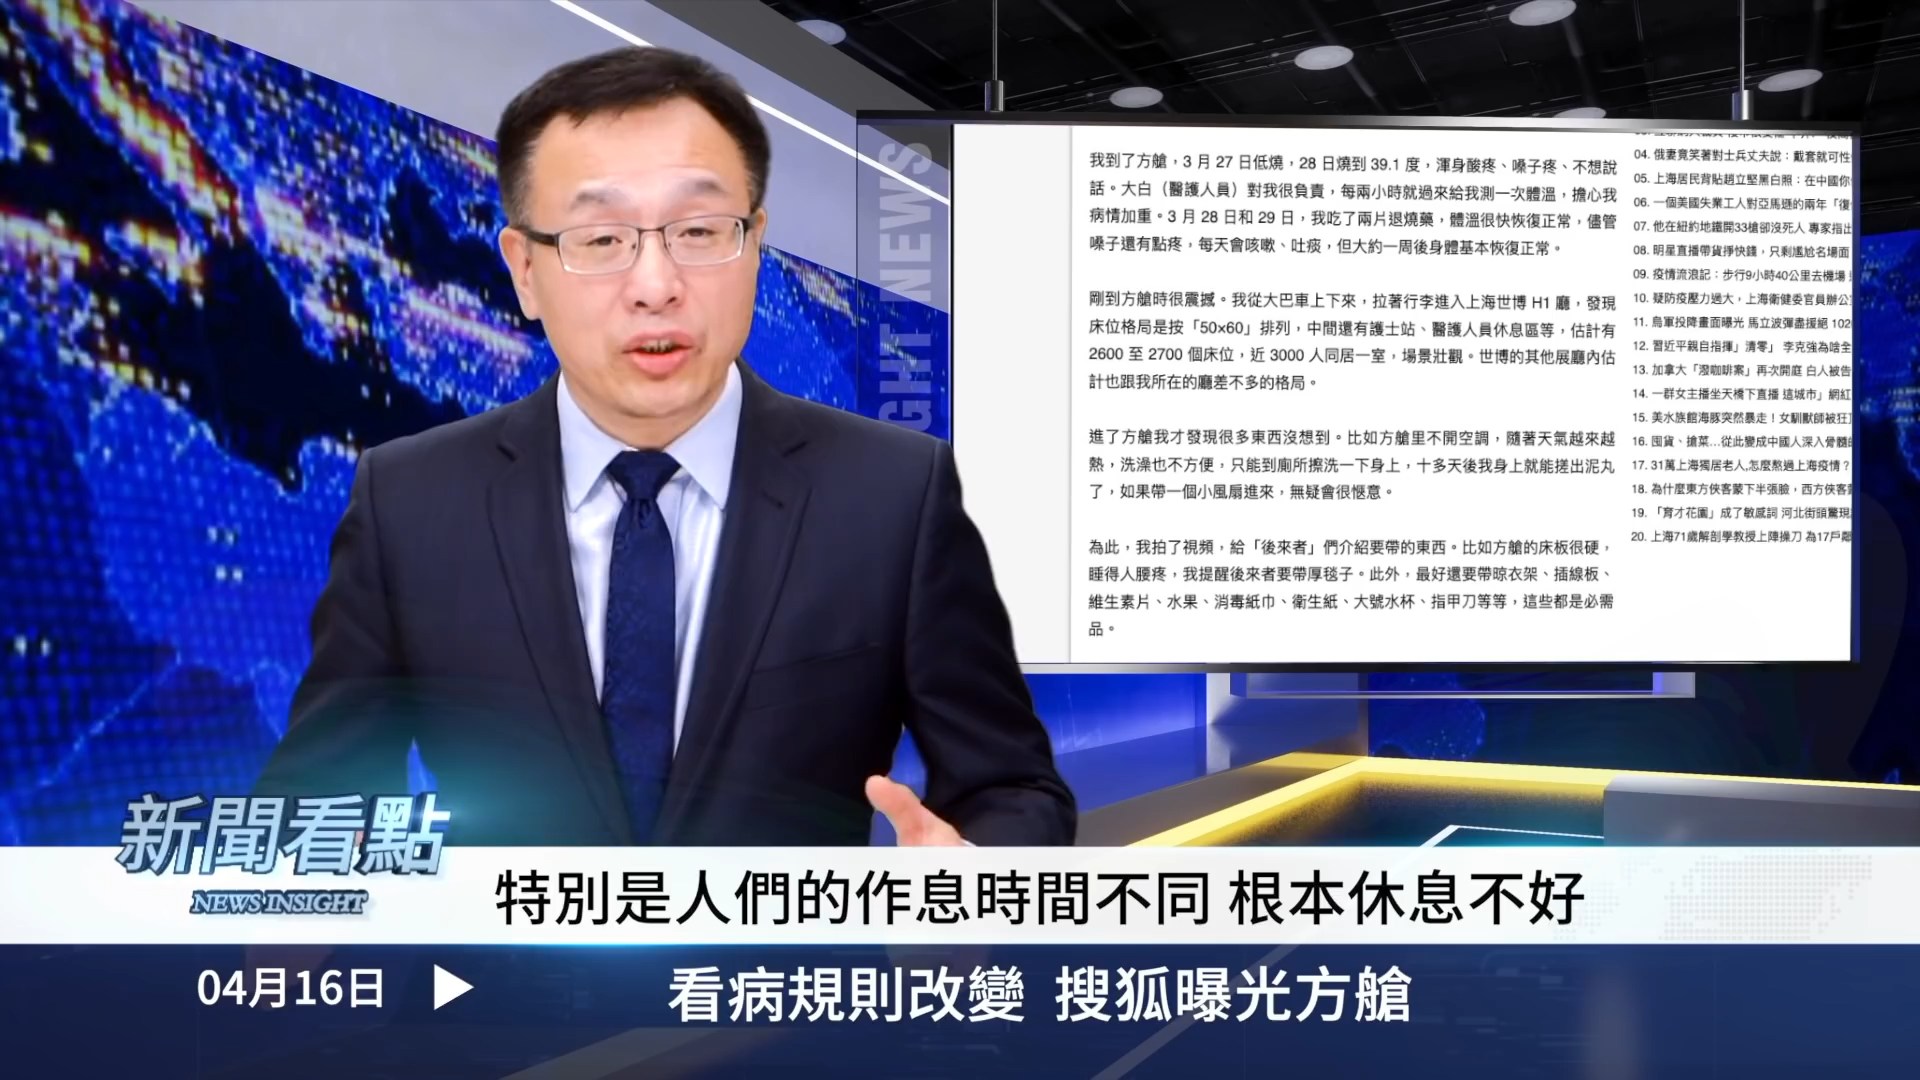 INSIGHT NEWS
我到了方艙，3 月 27 日低燒，28 日燒到 39.1 度，渾身酸疼、嗓子疼、不想說
話。大白（醫護人員）對我很負責，每兩小時就過來給我測一次體溫，擔心我
病情加重。3 月 28 日和 29 日，我吃了兩片退燒藥，體溫很快恢復正常，儘管
嗓子還有點疼，每天會咳嗽、吐痰，但大約一周後身體基本恢復正常。
剛到方艙時很震撼。我從大巴車上下來，拉著行李進入上海世博 H1 廳，發現
床位格局是按「50×60」排列，中間還有護士站、醫護人員休息區等，估計有
2600 至 2700 個床位，近 3000 人同居一室，場景壯觀。世博的其他展廳內估
計也跟我所在的廳差不多的格局。
進了方艙我才發現很多東西沒想到。比如方艙里不開空調，隨著天氣越來越
熱，洗澡也不方便，只能到廁所擦洗一下身上，十多天後我身上就能搓出泥丸
了，如果帶一個小風扇進來，無疑會很愜意。
為此，我拍了視頻，給「後來者」們介紹要帶的東西。比如方艙的床板很硬，
睡得人腰疼，我提醒後來者要帶厚毯子。此外，最好還要帶晾衣架、插線板、
維生素片、水果、消毒紙巾、衛生紙、大號水杯、指甲刀等等，這些都是必需
品。
04. 俄妻竟笑著對士兵丈夫說：戴套就可性
05. 上海居民背貼趙立堅黑白照：在中國你
06. 一個美國失業工人對亞馬遜的兩年「復
07. 他在紐約地鐵開33槍卻沒死人 專家指出
08. 明星直播帶貨掙快錢，只剩尷尬名場面
09. 疫情流浪記：步行9小時40公里去機場
10. 疑防疫壓力過大，上海衛健委官員辦公
11. 烏軍投降畫面曝光 馬立波彈盡援絕 102
12. 習近平親自指揮」清零」 李克強為啥全
13. 加拿大「潑咖啡案」再次開庭 白人被告
14. 一群女主播坐天橋下直播 這城市」網紅
15. 美水族館海豚突然暴走！女馴獸師被狂
16. 囤貨、搶菜...從此變成中國人深入骨髓
17. 31萬上海獨居老人,怎麼熬過上海疫情？
18. 為什麼東方俠客蒙下半張臉，西方俠客
19. 「育才花園」成了敏感詞 河北街頭驚現
20. 上海71歲解剖學教授上陣操刀 為17戶
新聞看點
NEWS INSIGHT
特別是人們的作息時間不同 根本休息不好
04月16日
看病規則改變 搜狐曝光方艙